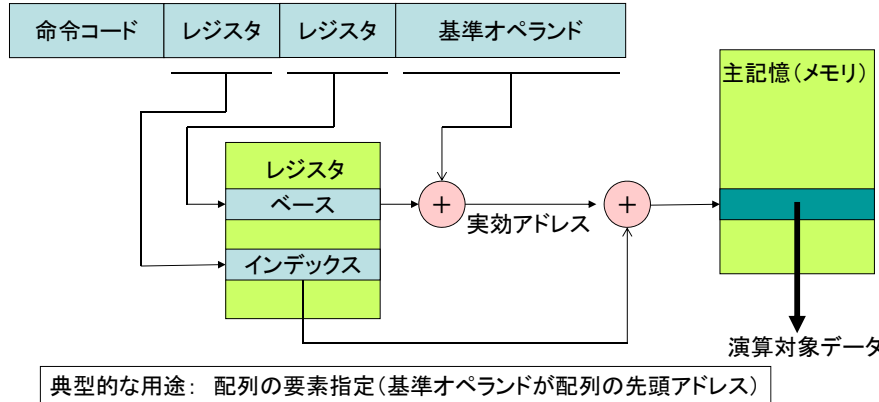 命令コード
レジスタ
レジスタ
基準オペランド
主記憶(メモリ)
レジスタ
ベース
+
+
実効アドレス
インデックス
演算対象データ
典型的な用途: 配列の要素指定(基準オペランドが配列の先頭アドレス)